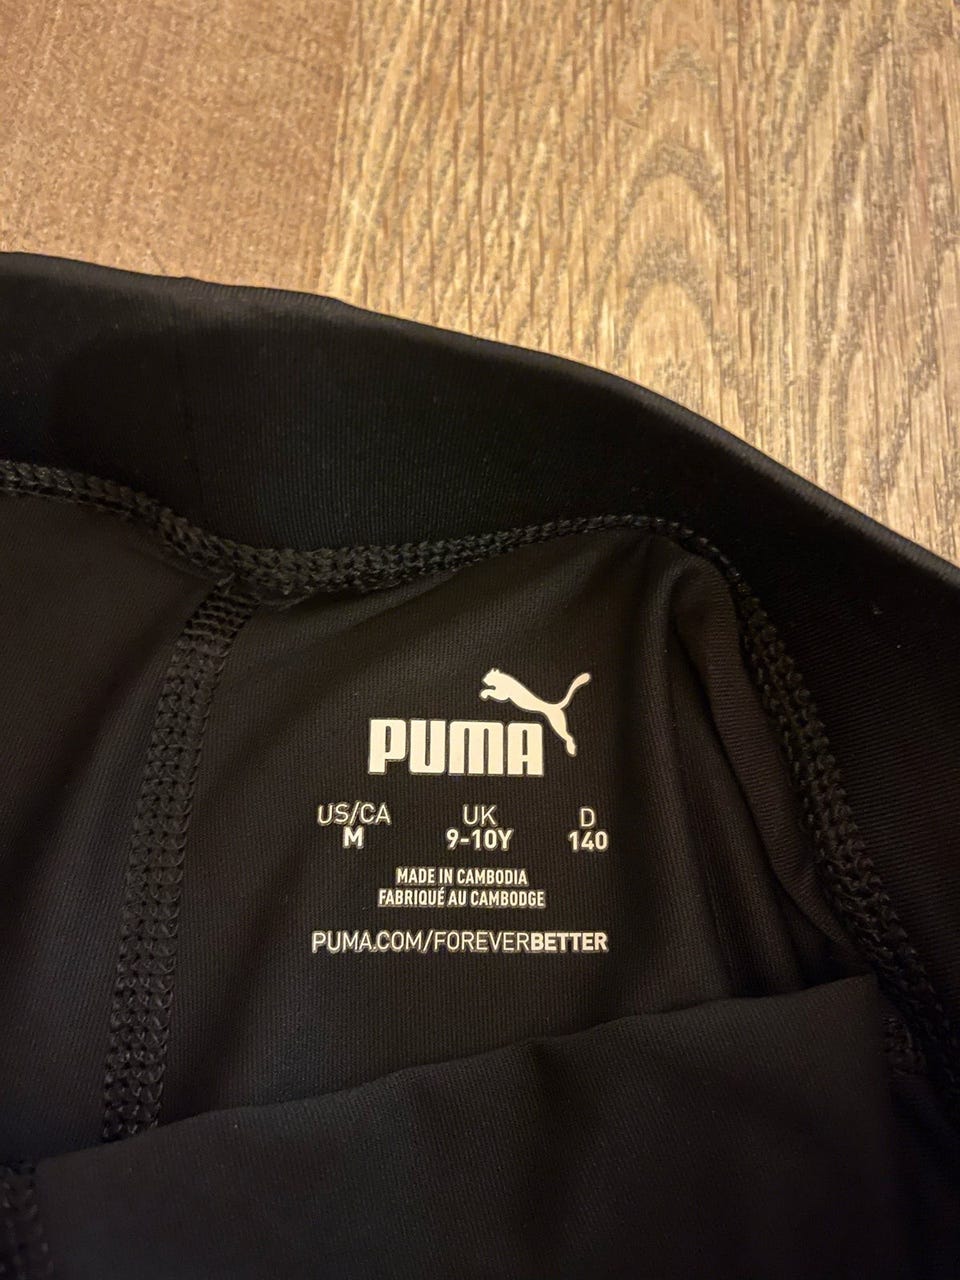 PUMA
US/CA UK D
M 9-10Y 140
MADE IN CAMBODIA
FABRIQUÉ AU CAMBODGE
PUMA.COM/FOREVERBETTER